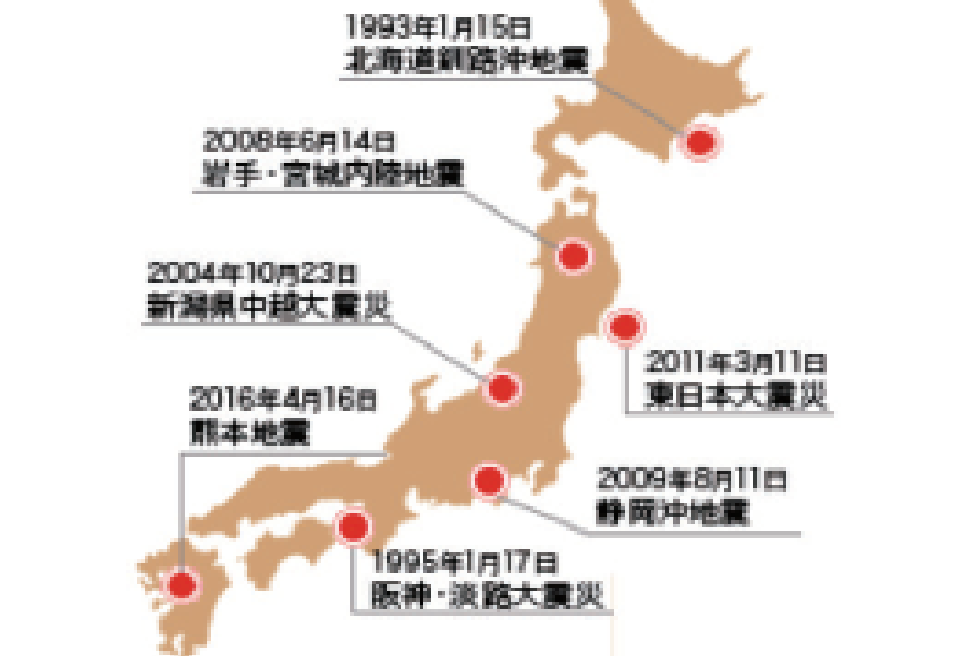 1993年1月15日
北海道釧路沖地震
2008年6月14日
岩手・宮城内陸地震
2004年10月23日
新潟県中越大震災
2011年3月11日
東日本大震災
2016年4月16日
熊本地震
2009年8月11日
静岡沖地震
1995年1月17日
阪神・淡路大震災